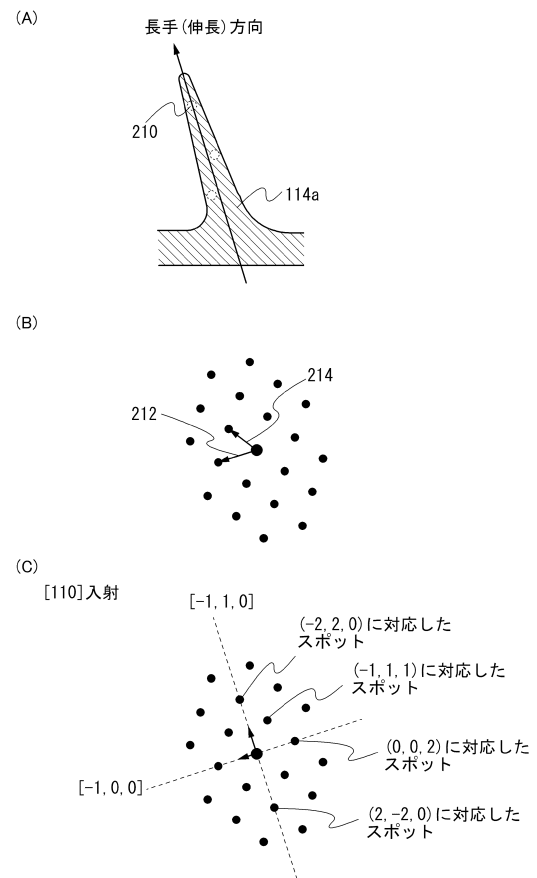 (A)
長手(伸長)方向
210
114a
(B)
214
212
(C)
[110]入射
[-1,1,0]
(-2,2,0)に対応した
スポット
(-1,1,1)に対応した
スポット
(0,0,2)に対応した
スポット
[-1,0,0]
(2,-2,0)に対応した
スポット